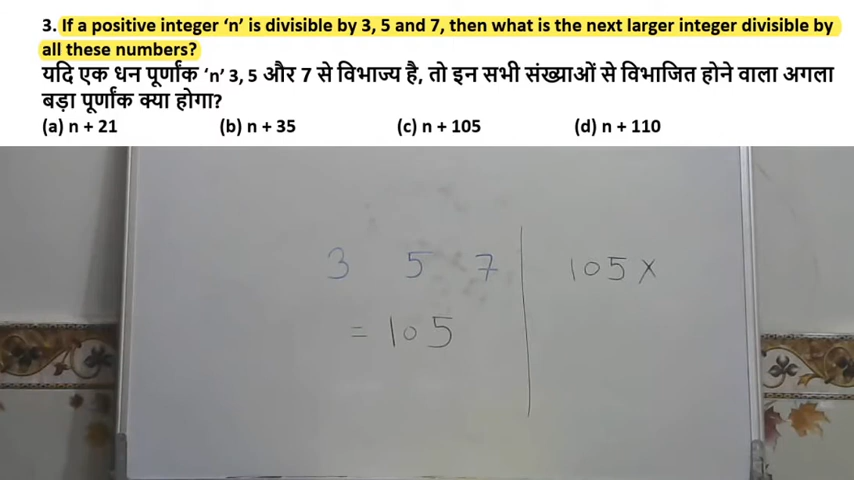 3. If a positive integer ‘n’ is divisible by 3, 5 and 7, then what is the next larger integer divisible by
all these numbers?
यदि एक धन पूर्णांक ‘n’ 3, 5 और 7 से विभाज्य है, तो इन सभी संख्याओं से विभाजित होने वाला अगला
बड़ा पूर्णांक क्या होगा?
(a) n + 21 (b) n + 35 (c) n + 105 (d) n + 110
3 5 7 105 x
= 105